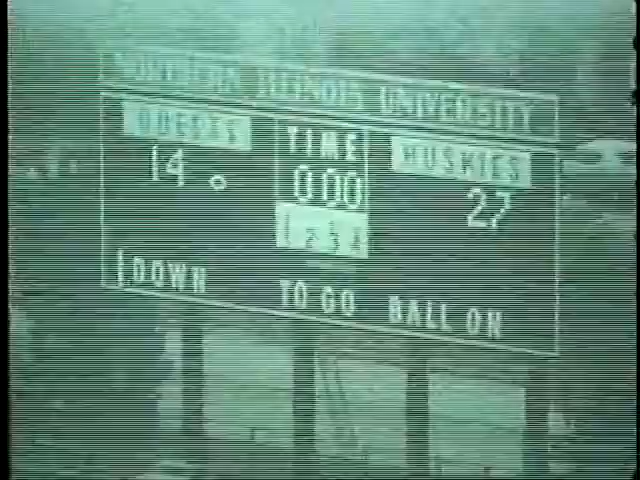 NORTHERN ILLINOIS UNIVERSITY
TIME HUSKIES
14 0:00 27
1 2 3 4
DOWN TO GO BALL ON